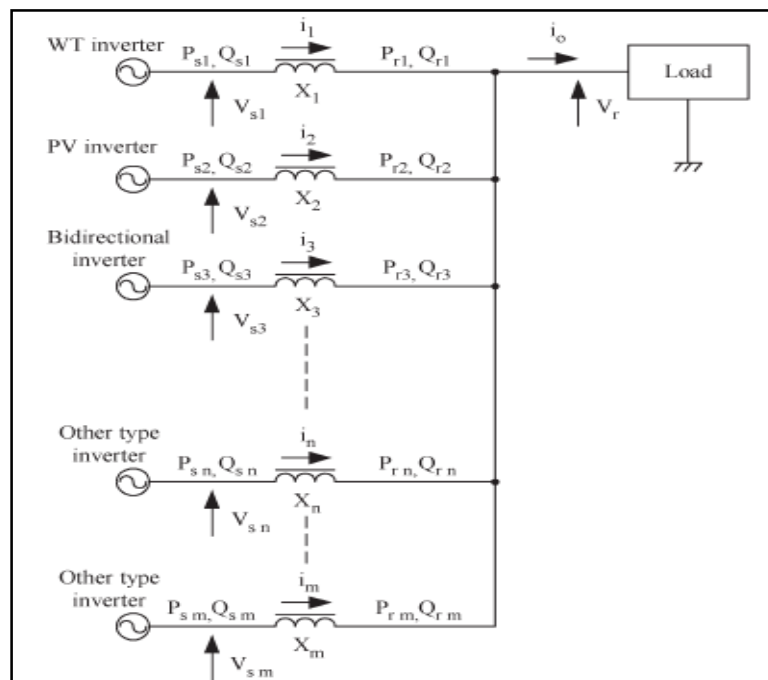 WT inverter
P_s1, Q_s1
i_1
X_1
P_r1, Q_r1
i_o
Load
V_s1
V_r
PV inverter
P_s2, Q_s2
i_2
X_2
P_r2, Q_r2
V_s2
Bidirectional
inverter
P_s3, Q_s3
i_3
X_3
P_r3, Q_r3
V_s3
Other type
inverter
P_s n, Q_s n
i_n
X_n
P_r n, Q_r n
V_s n
Other type
inverter
P_s m, Q_s m
i_m
X_m
P_r m, Q_r m
V_s m